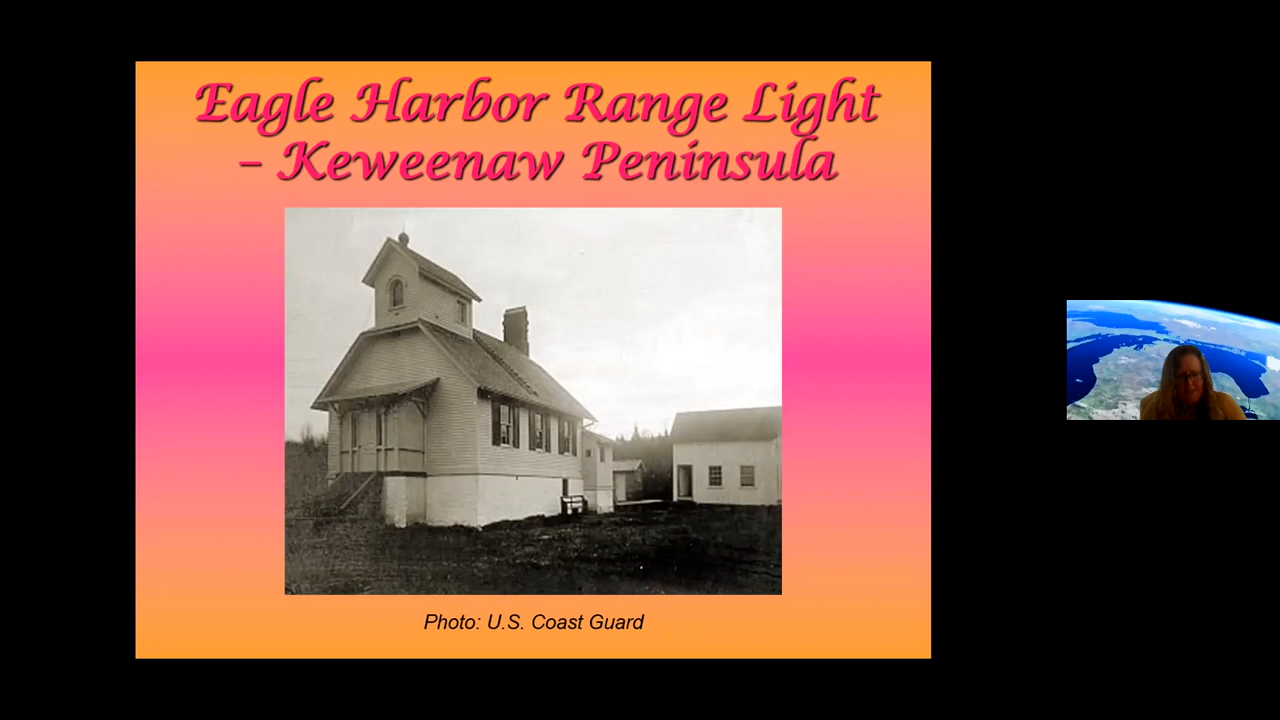 Eagle Harbor Range Light
– Keweenaw Peninsula
Photo: U.S. Coast Guard